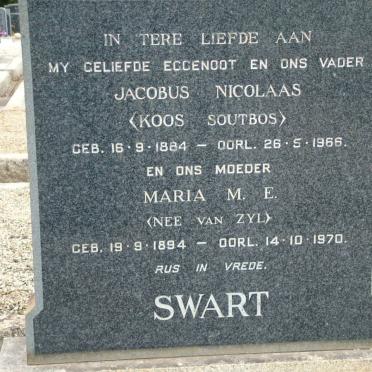 IN TERE LIEFDE AAN
MY GELIEFDE EGGENOOT EN ONS VADER
JACOBUS NICOLAAS
(KOOS SOUTBOS)
GEB. 16-9-1884 — OORL. 26-5-1966.
EN ONS MOEDER
MARIA M. E.
(NEE VAN ZYL)
GEB. 19-9-1894 — OORL. 14-10-1970.
RUS IN VREDE.
SWART